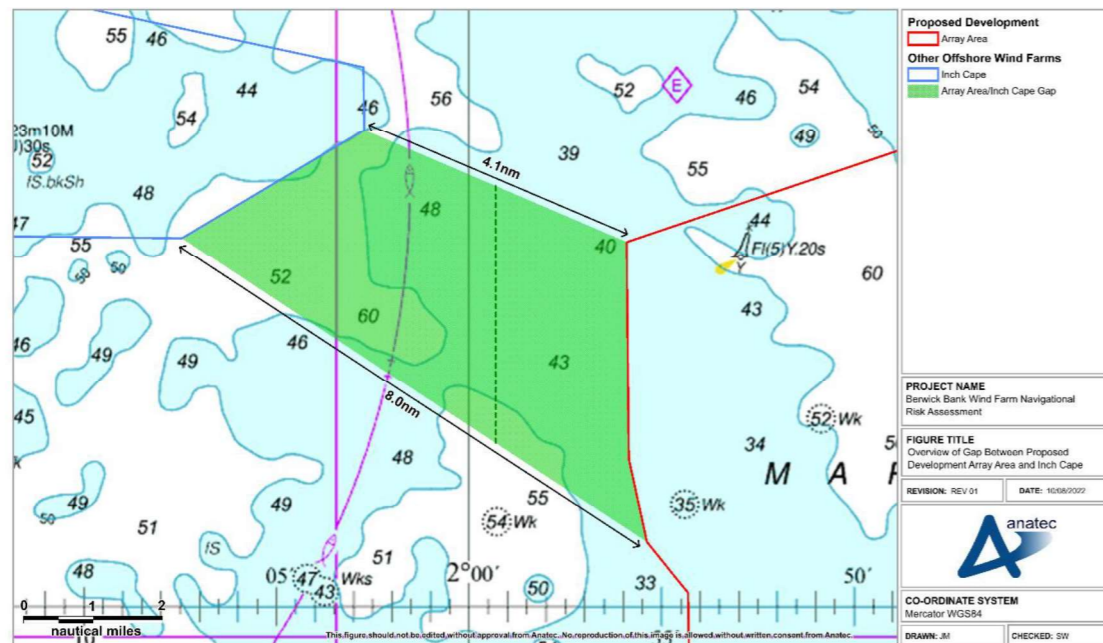 55
46
44
54
46
56
52
E
46
54
49
50
23m10M
)30s
52
fS.bkSh
48
47
55
50
50
4.1nm
39
55
48
40
44
Fl(5)Y.20s
Y
60
43
52
60
46
49
49
46
43
8.0nm
45
48
52 Wk
34
M A
49
50
51
49
fS
55
54 Wk
35 Wk
48
05'
47
43
Wks
51
2°00'
50
33
50'
0 1 2
nautical miles
This figure should not be edited without approval from Anatec. No reproduction of this image is allowed without written consent from Anatec.
Proposed Development
Array Area
Other Offshore Wind Farms
Inch Cape
Array Area/Inch Cape Gap
PROJECT NAME
Berwick Bank Wind Farm Navigational
Risk Assessment
FIGURE TITLE
Overview of Gap Between Proposed
Development Array Area and Inch Cape
REVISION: REV 01 DATE: 10/08/2022
anatec
CO-ORDINATE SYSTEM
Mercator WGS84
DRAWN: JM CHECKED: SW